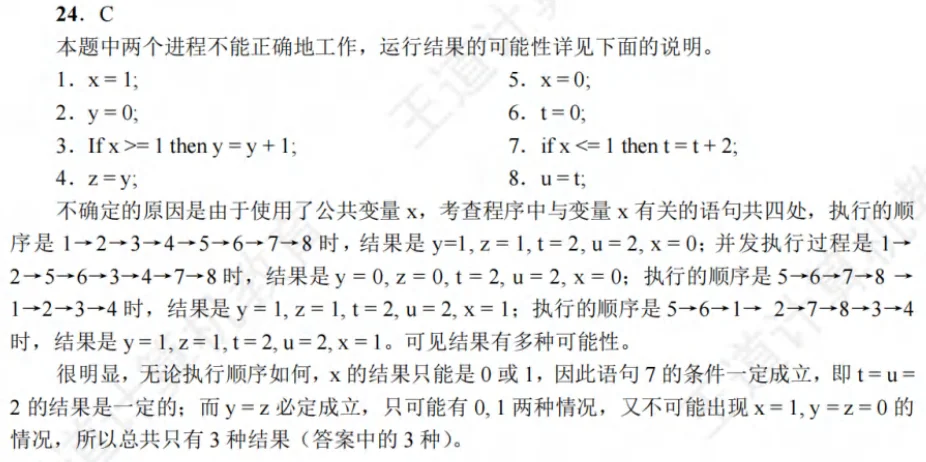 24．C
本题中两个进程不能正确地工作，运行结果的可能性详见下面的说明。
1．x = 1; 5．x = 0;
2．y = 0; 6．t = 0;
3．If x >= 1 then y = y + 1; 7．if x <= 1 then t = t + 2;
4．z = y; 8．u = t;
不确定的原因是由于使用了公共变量 x，考查程序中与变量 x 有关的语句共四处，执行的顺
序是 1→2→3→4→5→6→7→8 时，结果是 y=1, z = 1, t = 2, u = 2, x = 0；并发执行过程是 1→
2→5→6→3→4→7→8 时，结果是 y = 0, z = 0, t = 2, u = 2, x = 0；执行的顺序是 5→6→7→8 →
1→2→3→4 时，结果是 y = 1, z = 1, t = 2, u = 2, x = 1；执行的顺序是 5→6→1→ 2→7→8→3→4
时，结果是 y = 1, z = 1, t = 2, u = 2, x = 1。可见结果有多种可能性。
很明显，无论执行顺序如何，x 的结果只能是 0 或 1，因此语句 7 的条件一定成立，即 t = u =
2 的结果是一定的；而 y = z 必定成立，只可能有 0, 1 两种情况，又不可能出现 x = 1, y = z = 0 的
情况，所以总共只有 3 种结果（答案中的 3 种）。
王道计算机教育